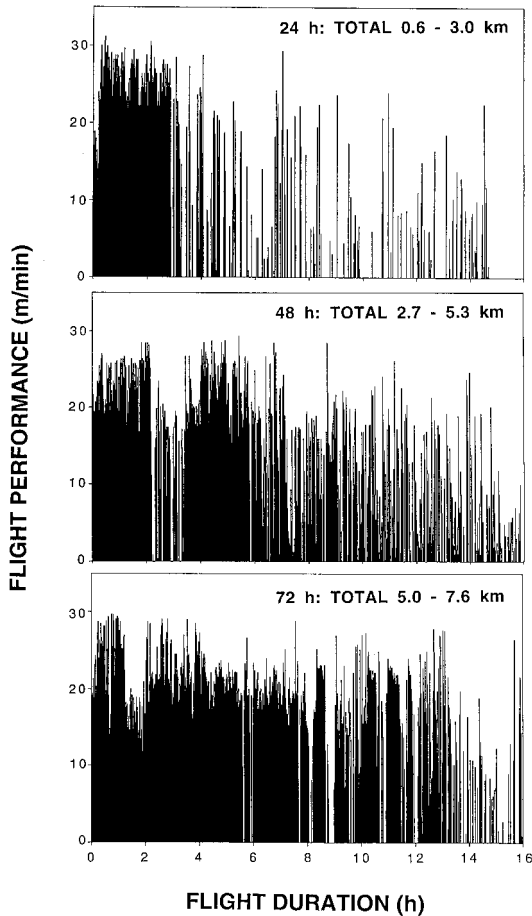 24 h: TOTAL 0.6 - 3.0 km
30
20
10
0
48 h: TOTAL 2.7 - 5.3 km
30
20
10
0
72 h: TOTAL 5.0 - 7.6 km
30
20
10
0
0 2 4 6 8 10 12 14 16
FLIGHT PERFORMANCE (m/min)
FLIGHT DURATION (h)